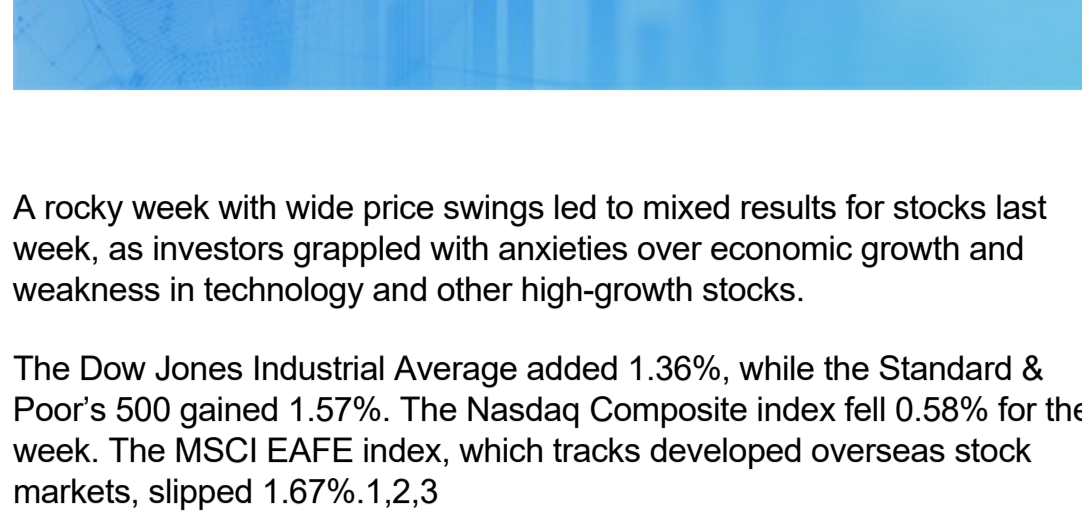 A rocky week with wide price swings led to mixed results for stocks last
week, as investors grappled with anxieties over economic growth and
weakness in technology and other high-growth stocks.
The Dow Jones Industrial Average added 1.36%, while the Standard &
Poor’s 500 gained 1.57%. The Nasdaq Composite index fell 0.58% for the
week. The MSCI EAFE index, which tracks developed overseas stock
markets, slipped 1.67%.1,2,3